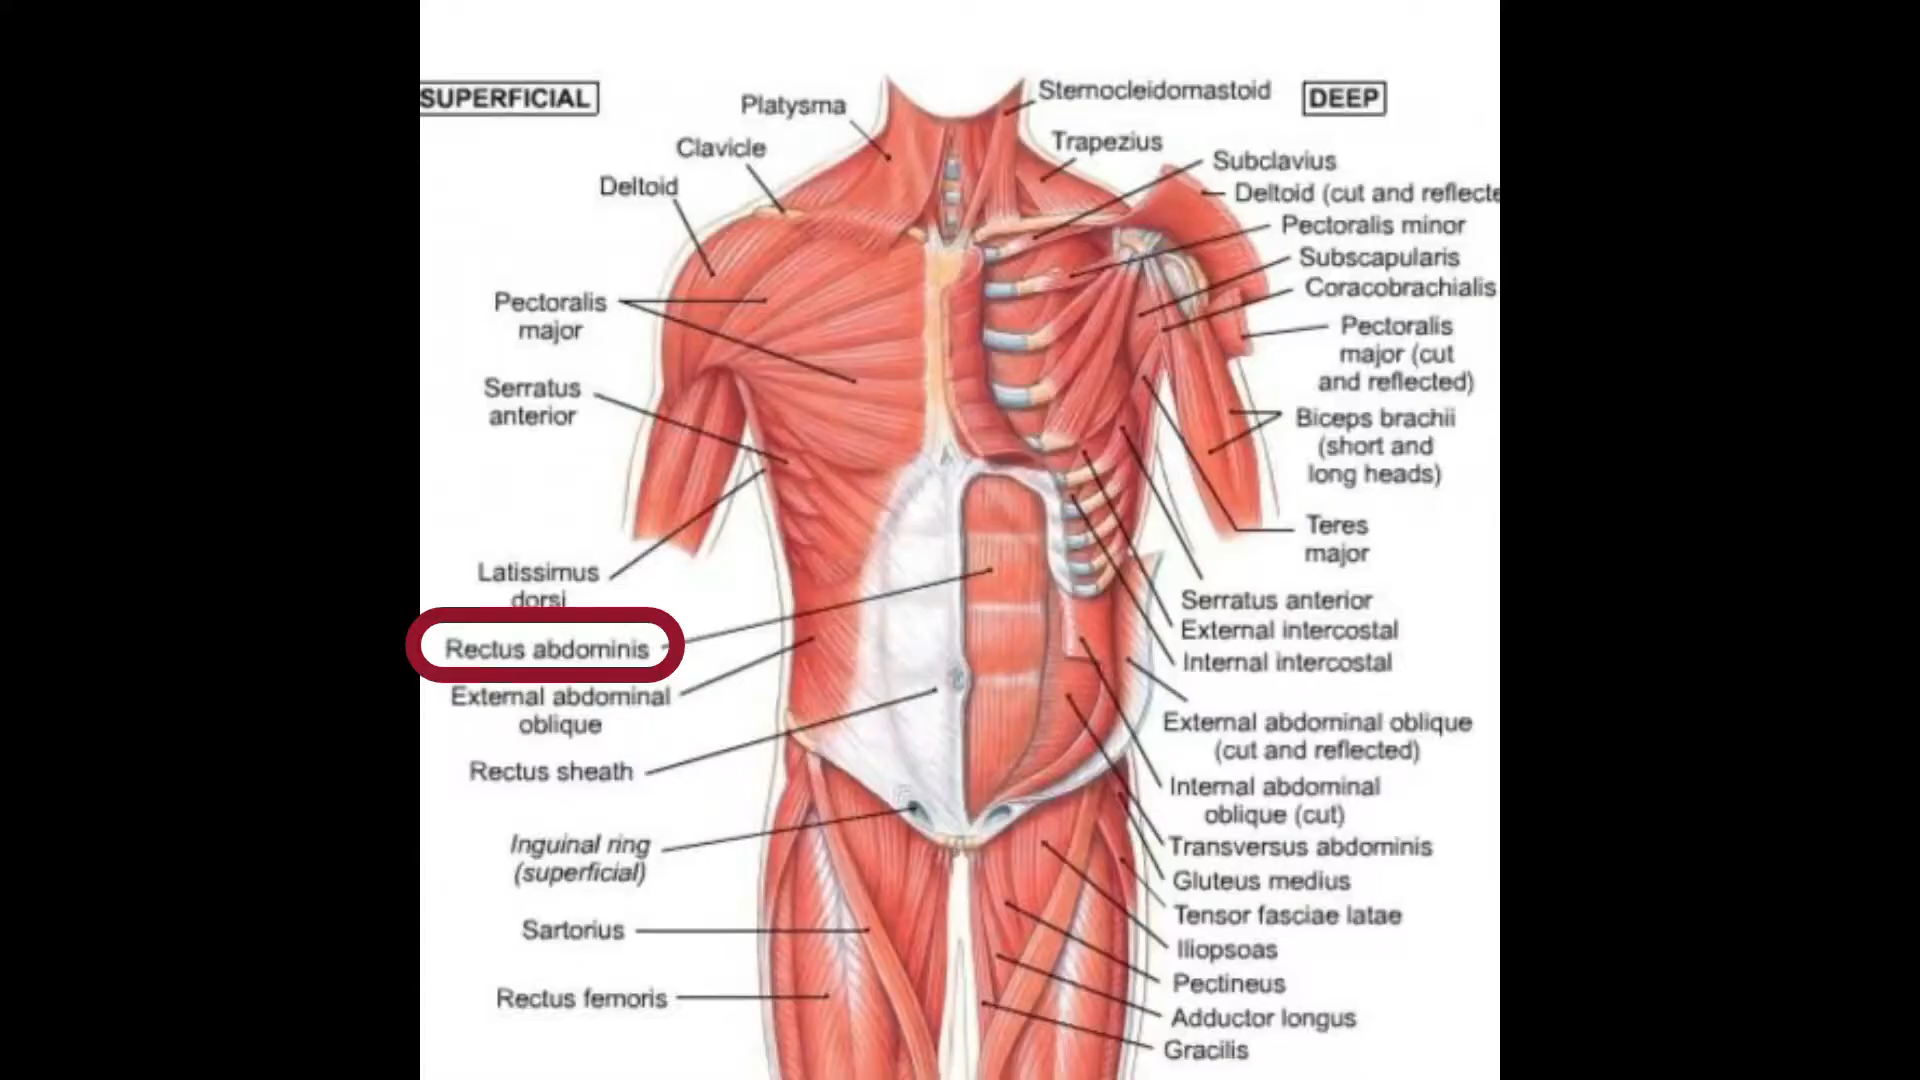 SUPERFICIAL
Platysma
Clavicle
Deltoid
Pectoralis
major
Serratus
anterior
Latissimus
dorsi
Rectus abdominis
External abdominal
oblique
Rectus sheath
Inguinal ring
(superficial)
Sartorius
Rectus femoris
Sternocleidomastoid
DEEP
Trapezius
Subclavius
Deltoid (cut and reflecte
Pectoralis minor
Subscapularis
Coracobrachialis
Pectoralis
major (cut
and reflected)
Biceps brachii
(short and
long heads)
Teres
major
Serratus anterior
External intercostal
Internal intercostal
External abdominal oblique
(cut and reflected)
Internal abdominal
oblique (cut)
Transversus abdominis
Gluteus medius
Tensor fasciae latae
Iliopsoas
Pectineus
Adductor longus
Gracilis